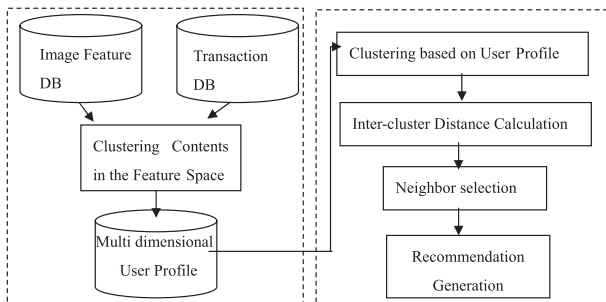 Image Feature
DB
Transaction
DB
Clustering Contents
in the Feature Space
Multi dimensional
User Profile
Clustering based on User Profile
Inter-cluster Distance Calculation
Neighbor selection
Recommendation
Generation